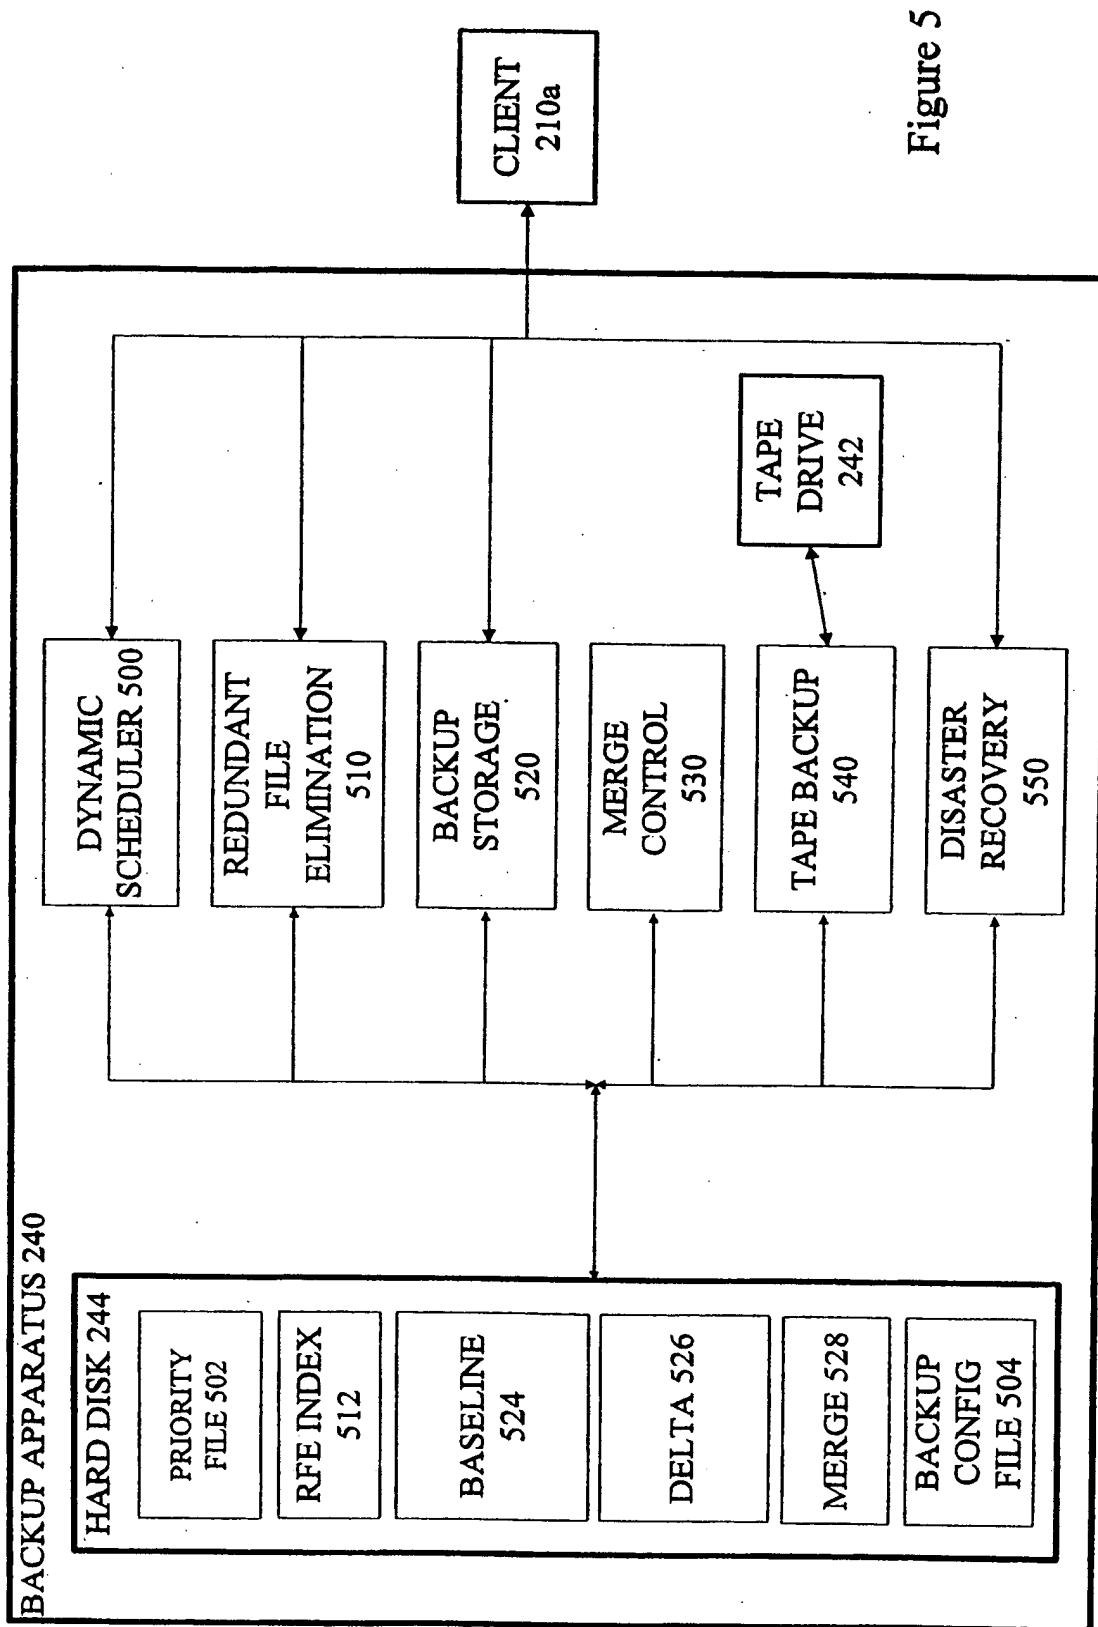 BACKUP APPARATUS 240
HARD DISK 244
PRIORITY
FILE 502
RFE INDEX
512
BASELINE
524
DELTA 526
MERGE 528
BACKUP
CONFIG
FILE 504
DYNAMIC
SCHEDULER 500
REDUNDANT
FILE
ELIMINATION
510
BACKUP
STORAGE
520
MERGE
CONTROL
530
TAPE BACKUP
540
DISASTER
RECOVERY
550
TAPE
DRIVE
242
CLIENT
210a
Figure 5